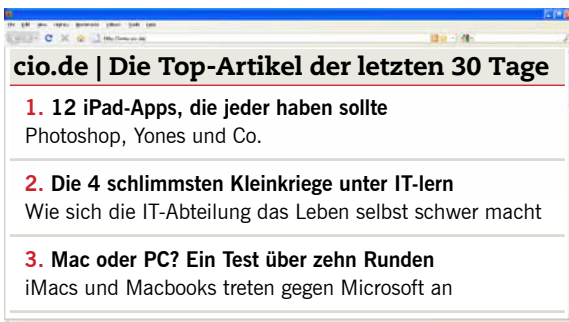 cio.de | Die Top-Artikel der letzten 30 Tage
1. 12 iPad-Apps, die jeder haben sollte
Photoshop, Yones und Co.
2. Die 4 schlimmsten Kleinkriege unter IT-lern
Wie sich die IT-Abteilung das Leben selbst schwer macht
3. Mac oder PC? Ein Test über zehn Runden
iMacs und Macbooks treten gegen Microsoft an